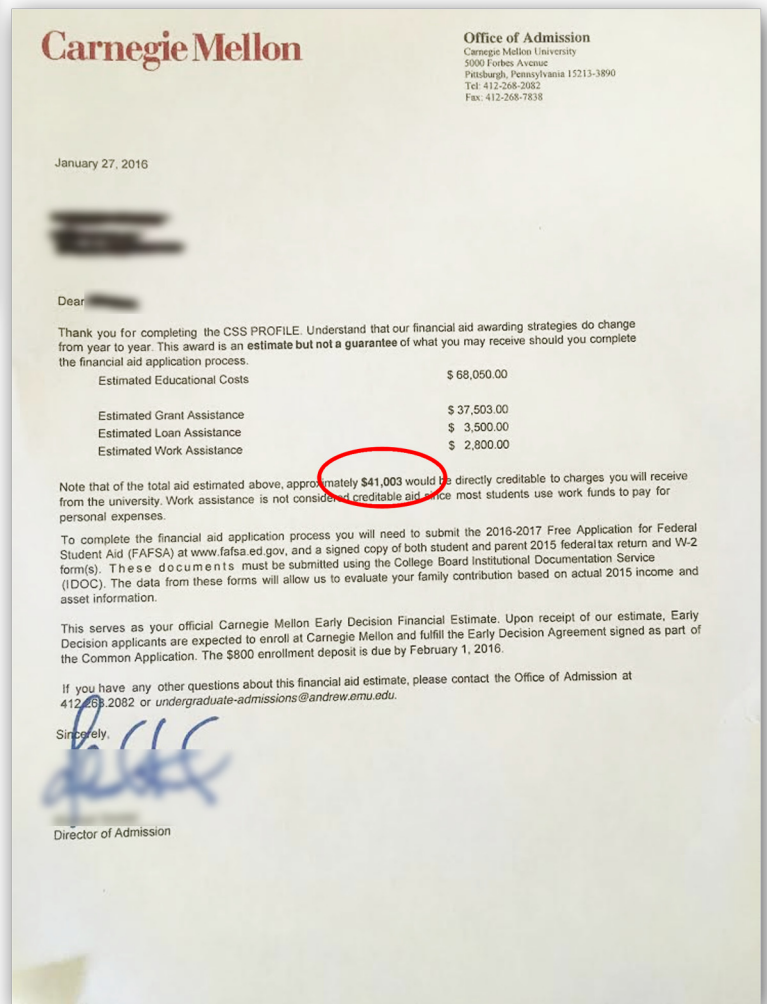 Carnegie Mellon
Office of Admission
Carnegie Mellon University
5000 Forbes Avenue
Pittsburgh, Pennsylvania 15213-3890
Tel: 412-268-2082
Fax: 412-268-7838
January 27, 2016
Dear
Thank you for completing the CSS PROFILE. Understand that our financial aid awarding strategies do change
from year to year. This award is an estimate but not a guarantee of what you may receive should you complete
the financial aid application process.
Estimated Educational Costs $ 68,050.00
Estimated Grant Assistance $ 37,503.00
Estimated Loan Assistance $ 3,500.00
Estimated Work Assistance $ 2,800.00
Note that of the total aid estimated above, approximately $41,003 would be directly creditable to charges you will receive
from the university. Work assistance is not considered creditable aid since most students use work funds to pay for
personal expenses.
To complete the financial aid application process you will need to submit the 2016-2017 Free Application for Federal
Student Aid (FAFSA) at www.fafsa.ed.gov, and a signed copy of both student and parent 2015 federal tax return and W-2
form(s). These documents must be submitted using the College Board Institutional Documentation Service
(IDOC). The data from these forms will allow us to evaluate your family contribution based on actual 2015 income and
asset information.
This serves as your official Carnegie Mellon Early Decision Financial Estimate. Upon receipt of our estimate, Early
Decision applicants are expected to enroll at Carnegie Mellon and fulfill the Early Decision Agreement signed as part of
the Common Application. The $800 enrollment deposit is due by February 1, 2016.
If you have any other questions about this financial aid estimate, please contact the Office of Admission at
412.268.2082 or undergraduate-admissions@andrew.emu.edu.
Sincerely,
Director of Admission